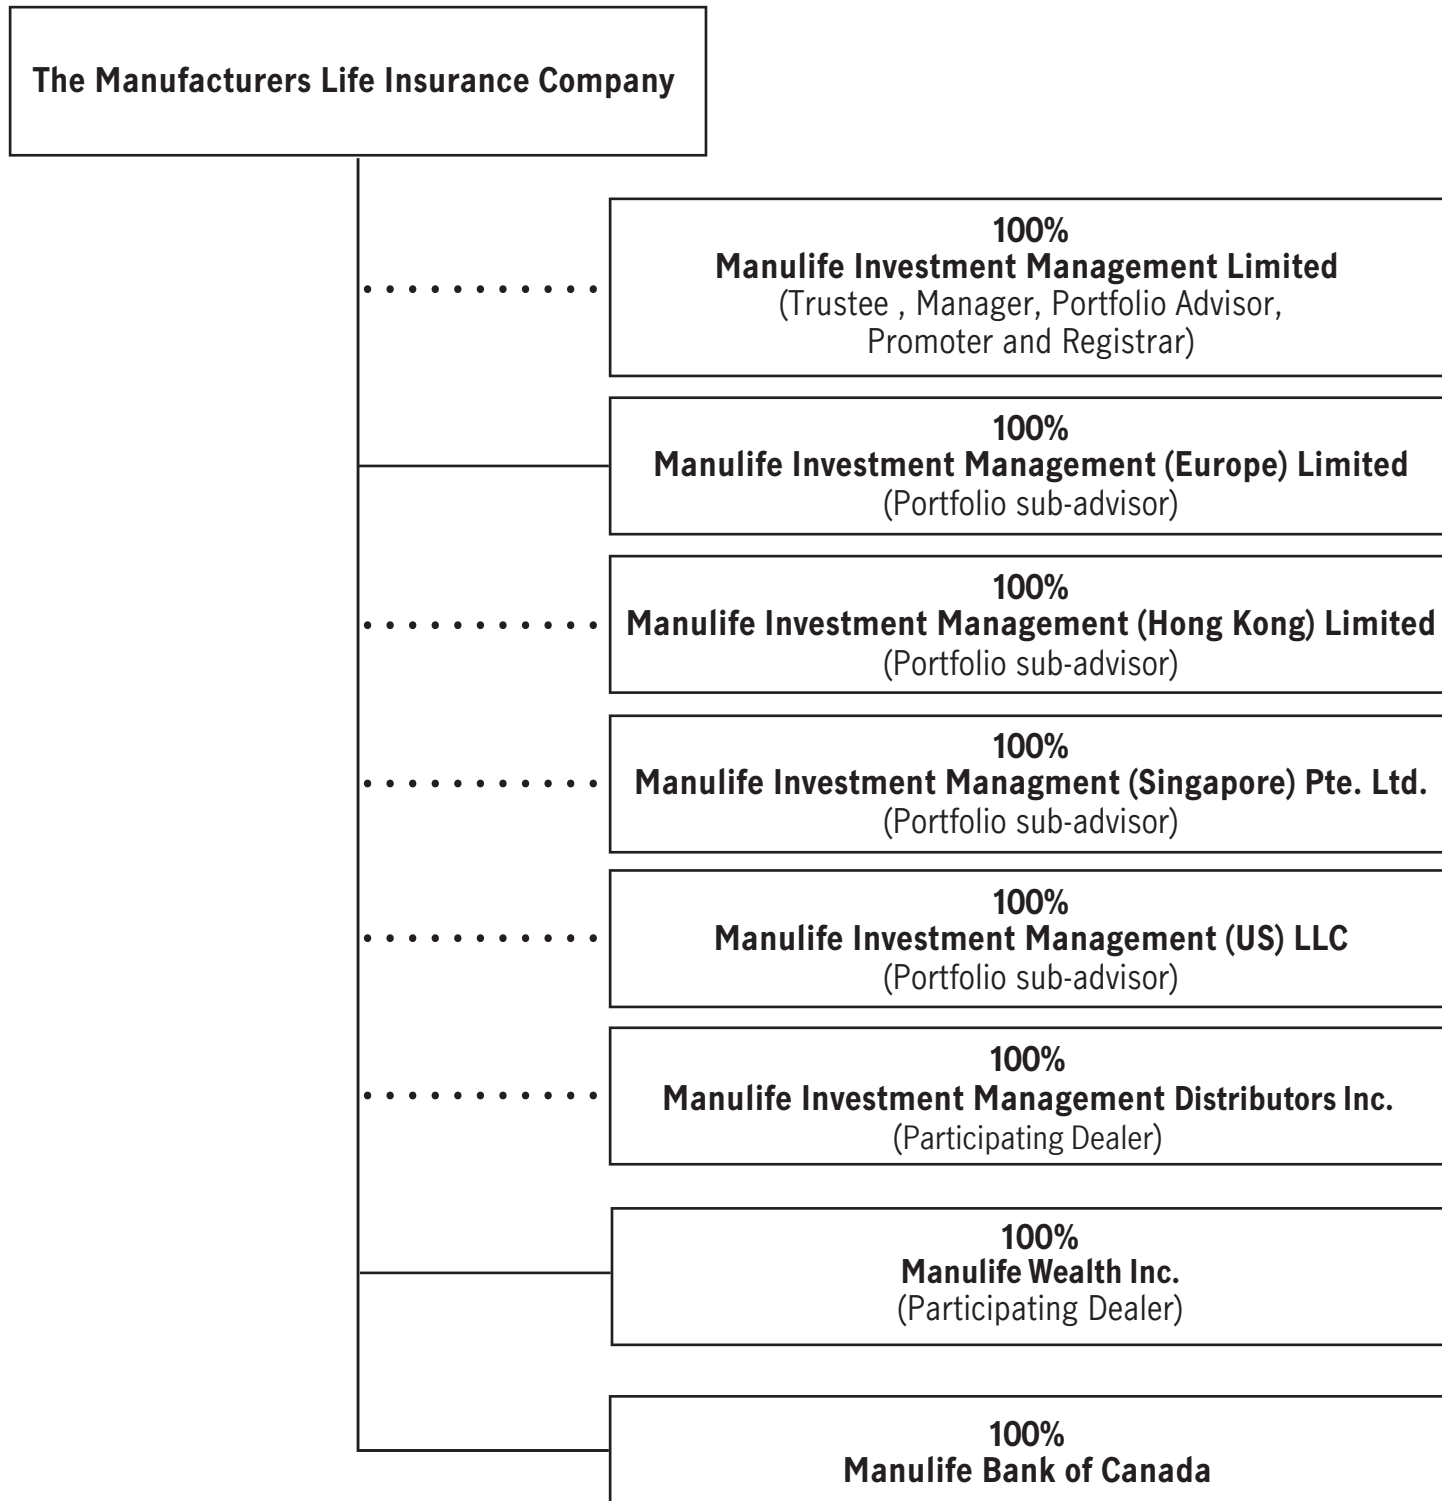 The Manufacturers Life Insurance Company
100%
Manulife Investment Management Limited
(Trustee , Manager, Portfolio Advisor,
Promoter and Registrar)
100%
Manulife Investment Management (Europe) Limited
(Portfolio sub-advisor)
100%
Manulife Investment Management (Hong Kong) Limited
(Portfolio sub-advisor)
100%
Manulife Investment Managment (Singapore) Pte. Ltd.
(Portfolio sub-advisor)
100%
Manulife Investment Management (US) LLC
(Portfolio sub-advisor)
100%
Manulife Investment Management Distributors Inc.
(Participating Dealer)
100%
Manulife Wealth Inc.
(Participating Dealer)
100%
Manulife Bank of Canada